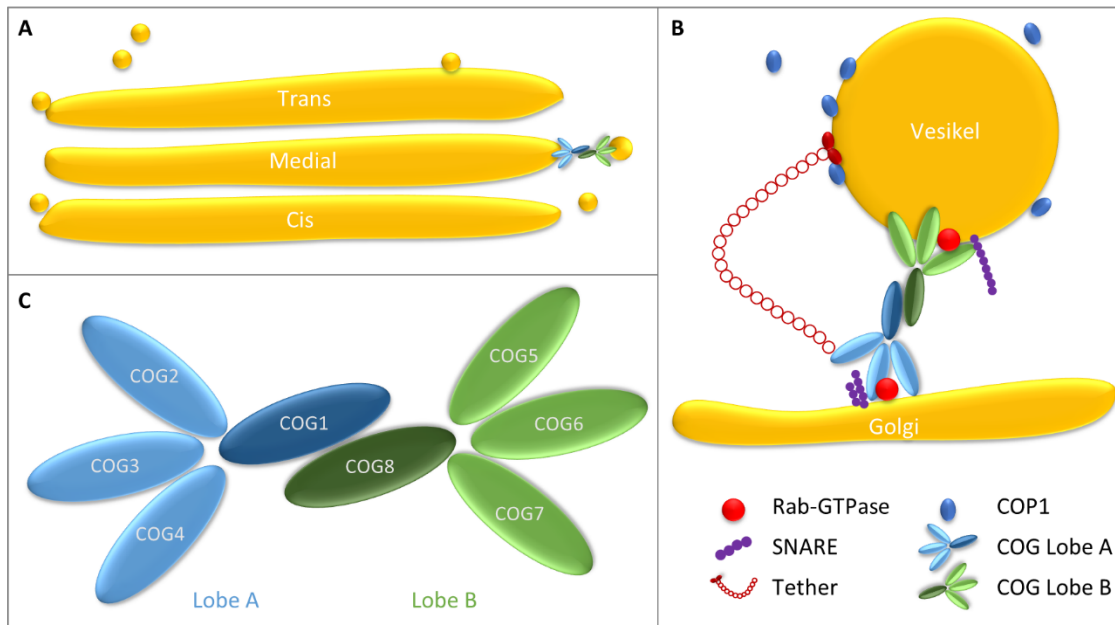 A
Trans
Medial
Cis
B
Vesikel
Golgi
Rab-GTPase
COP1
SNARE
COG Lobe A
Tether
COG Lobe B
C
COG2
COG5
COG1
COG6
COG3
COG8
COG4
COG7
Lobe A
Lobe B